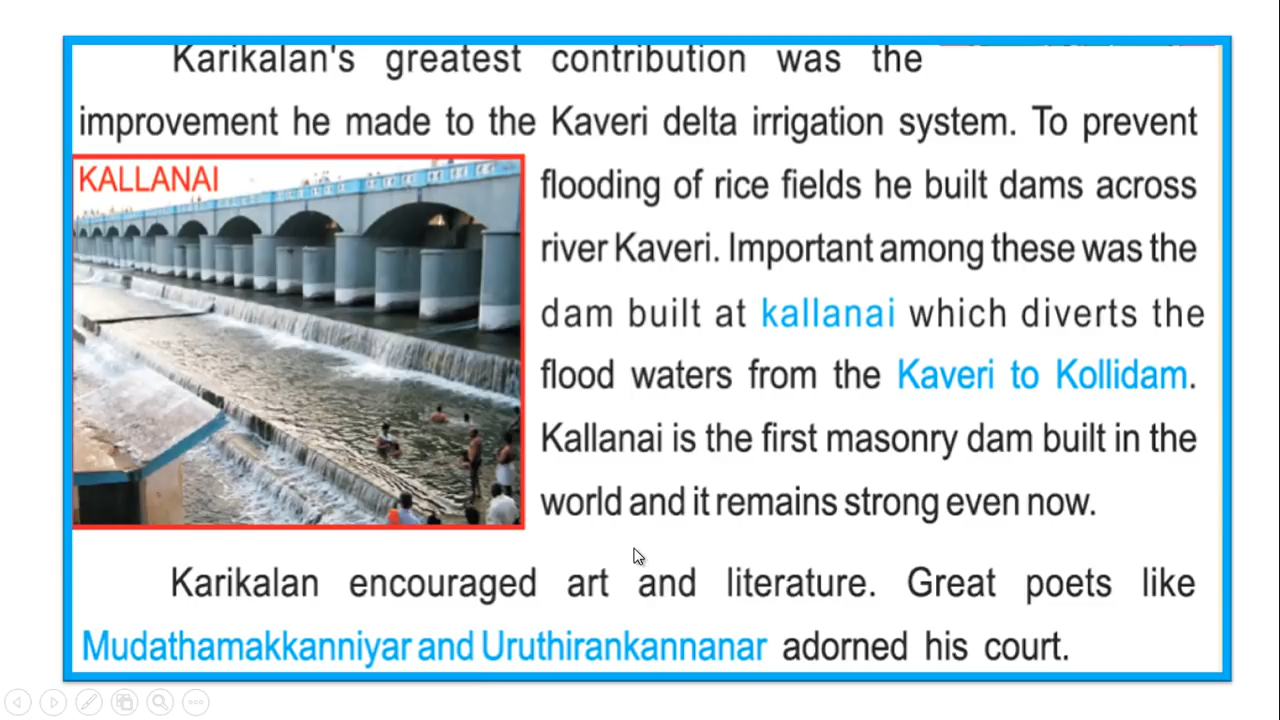 Karikalan's greatest contribution was the
improvement he made to the Kaveri delta irrigation system. To prevent
KALLANAI
flooding of rice fields he built dams across
river Kaveri. Important among these was the
dam built at kallanai which diverts the
flood waters from the Kaveri to Kollidam.
Kallanai is the first masonry dam built in the
world and it remains strong even now.
Karikalan encouraged art and literature. Great poets like
Mudathamakkanniyar and Uruthirankannanar adorned his court.